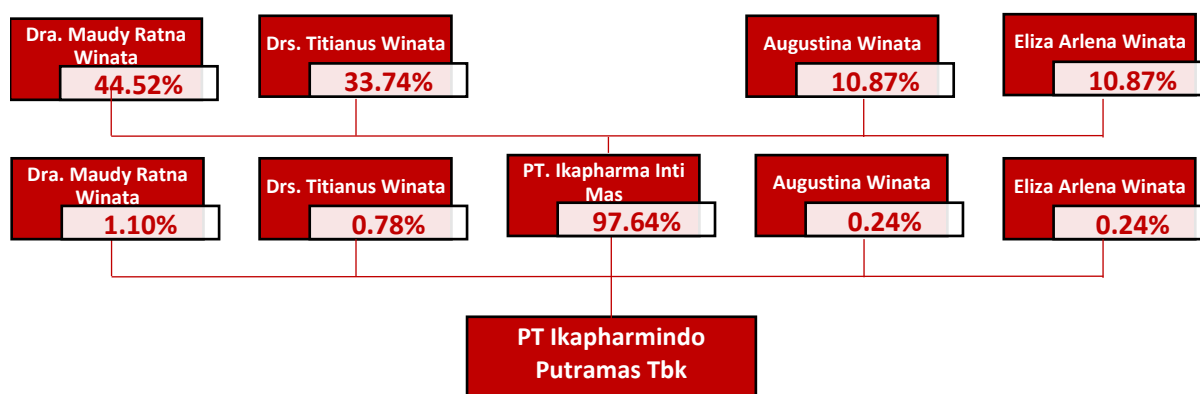 Dra. Maudy Ratna
Winata
44.52%
Drs. Titianus Winata
33.74%
Augustina Winata
10.87%
Eliza Arlena Winata
10.87%
Dra. Maudy Ratna
Winata
1.10%
Drs. Titianus Winata
0.78%
PT. Ikapharma Inti
Mas
97.64%
Augustina Winata
0.24%
Eliza Arlena Winata
0.24%
PT Ikapharmindo
Putramas Tbk